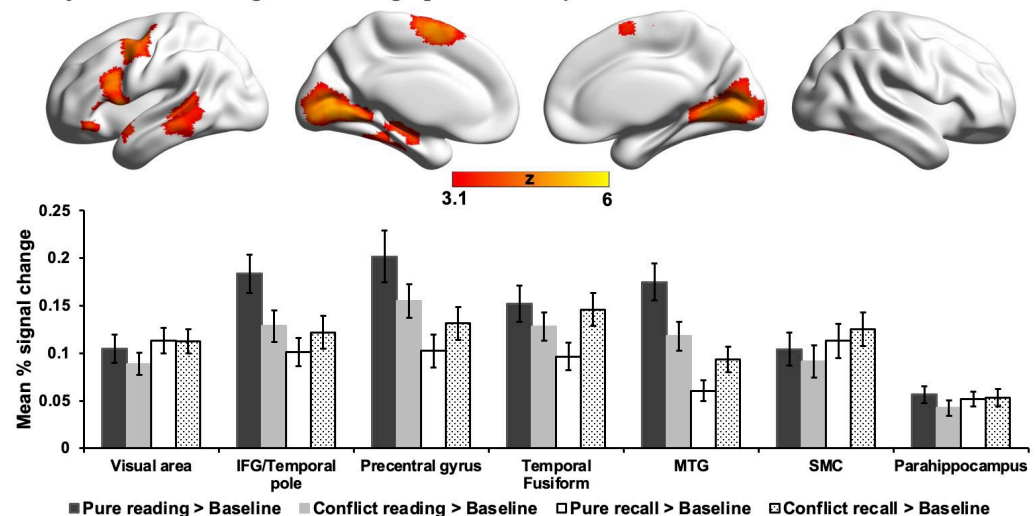 z
3.1 6
Mean % signal change
0.25
0.2
0.15
0.1
0.05
0
Visual area
IFG/Temporal
pole
Precentral gyrus
Temporal
Fusiform
MTG
SMC
Parahippocampus
Pure reading > Baseline Conflict reading > Baseline Pure recall > Baseline Conflict recall > Baseline